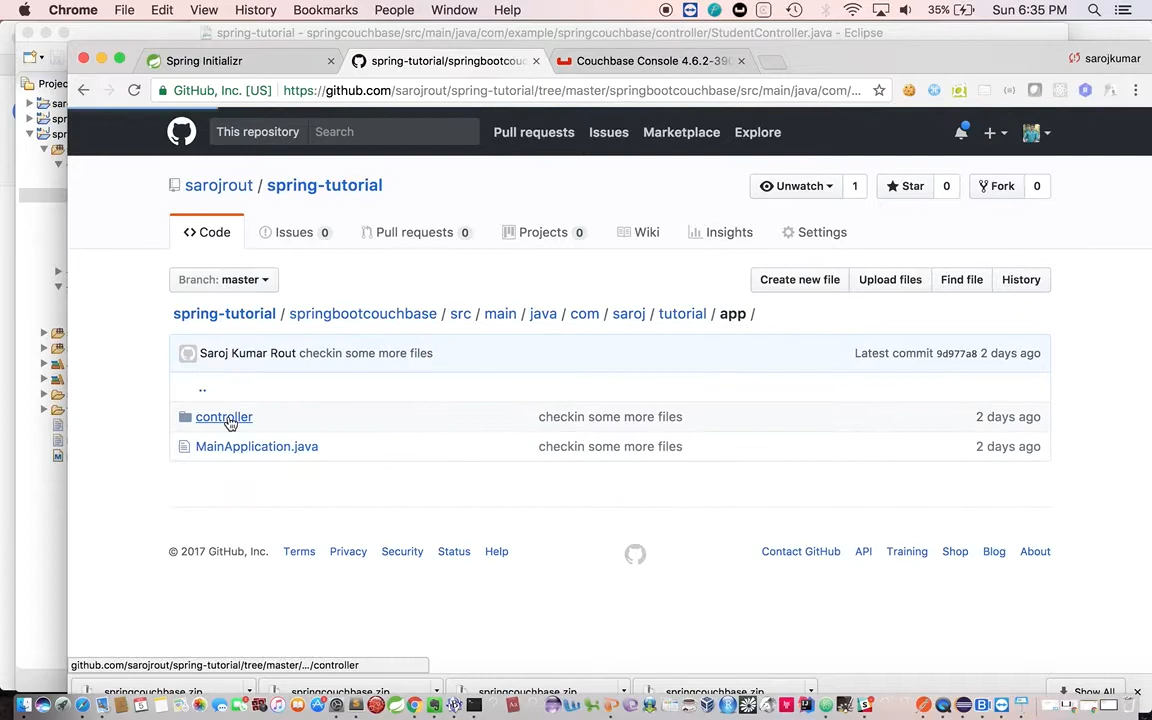 Chrome File Edit View History Bookmarks People Window Help 35% Sun 6:35 PM
spring-tutorial - springcouchbase/src/main/java/com/example/springcouchbase/controller/StudentController.java - Eclipse
Spring Initializr × spring-tutorial/springbootcouc × Couchbase Console 4.6.2-390 × sarojkumar
GitHub, Inc. [US] https://github.com/sarojrout/spring-tutorial/tree/master/springbootcouchbase/src/main/java/com/...
Projec
This repository Search Pull requests Issues Marketplace Explore
sarojrout / spring-tutorial Unwatch 1 Star 0 Fork 0
<> Code Issues 0 Pull requests 0 Projects 0 Wiki Insights Settings
Branch: master Create new file Upload files Find file History
spring-tutorial / springbootcouchbase / src / main / java / com / saroj / tutorial / app /
Saroj Kumar Rout checkin some more files Latest commit 9d977a8 2 days ago
..
controller checkin some more files 2 days ago
MainApplication.java checkin some more files 2 days ago
© 2017 GitHub, Inc. Terms Privacy Security Status Help Contact GitHub API Training Shop Blog About
github.com/sarojrout/spring-tutorial/tree/master/.../controller
springcouchbase.zip springcouchbase.zip springcouchbase.zip springcouchbase.zip Show All ×